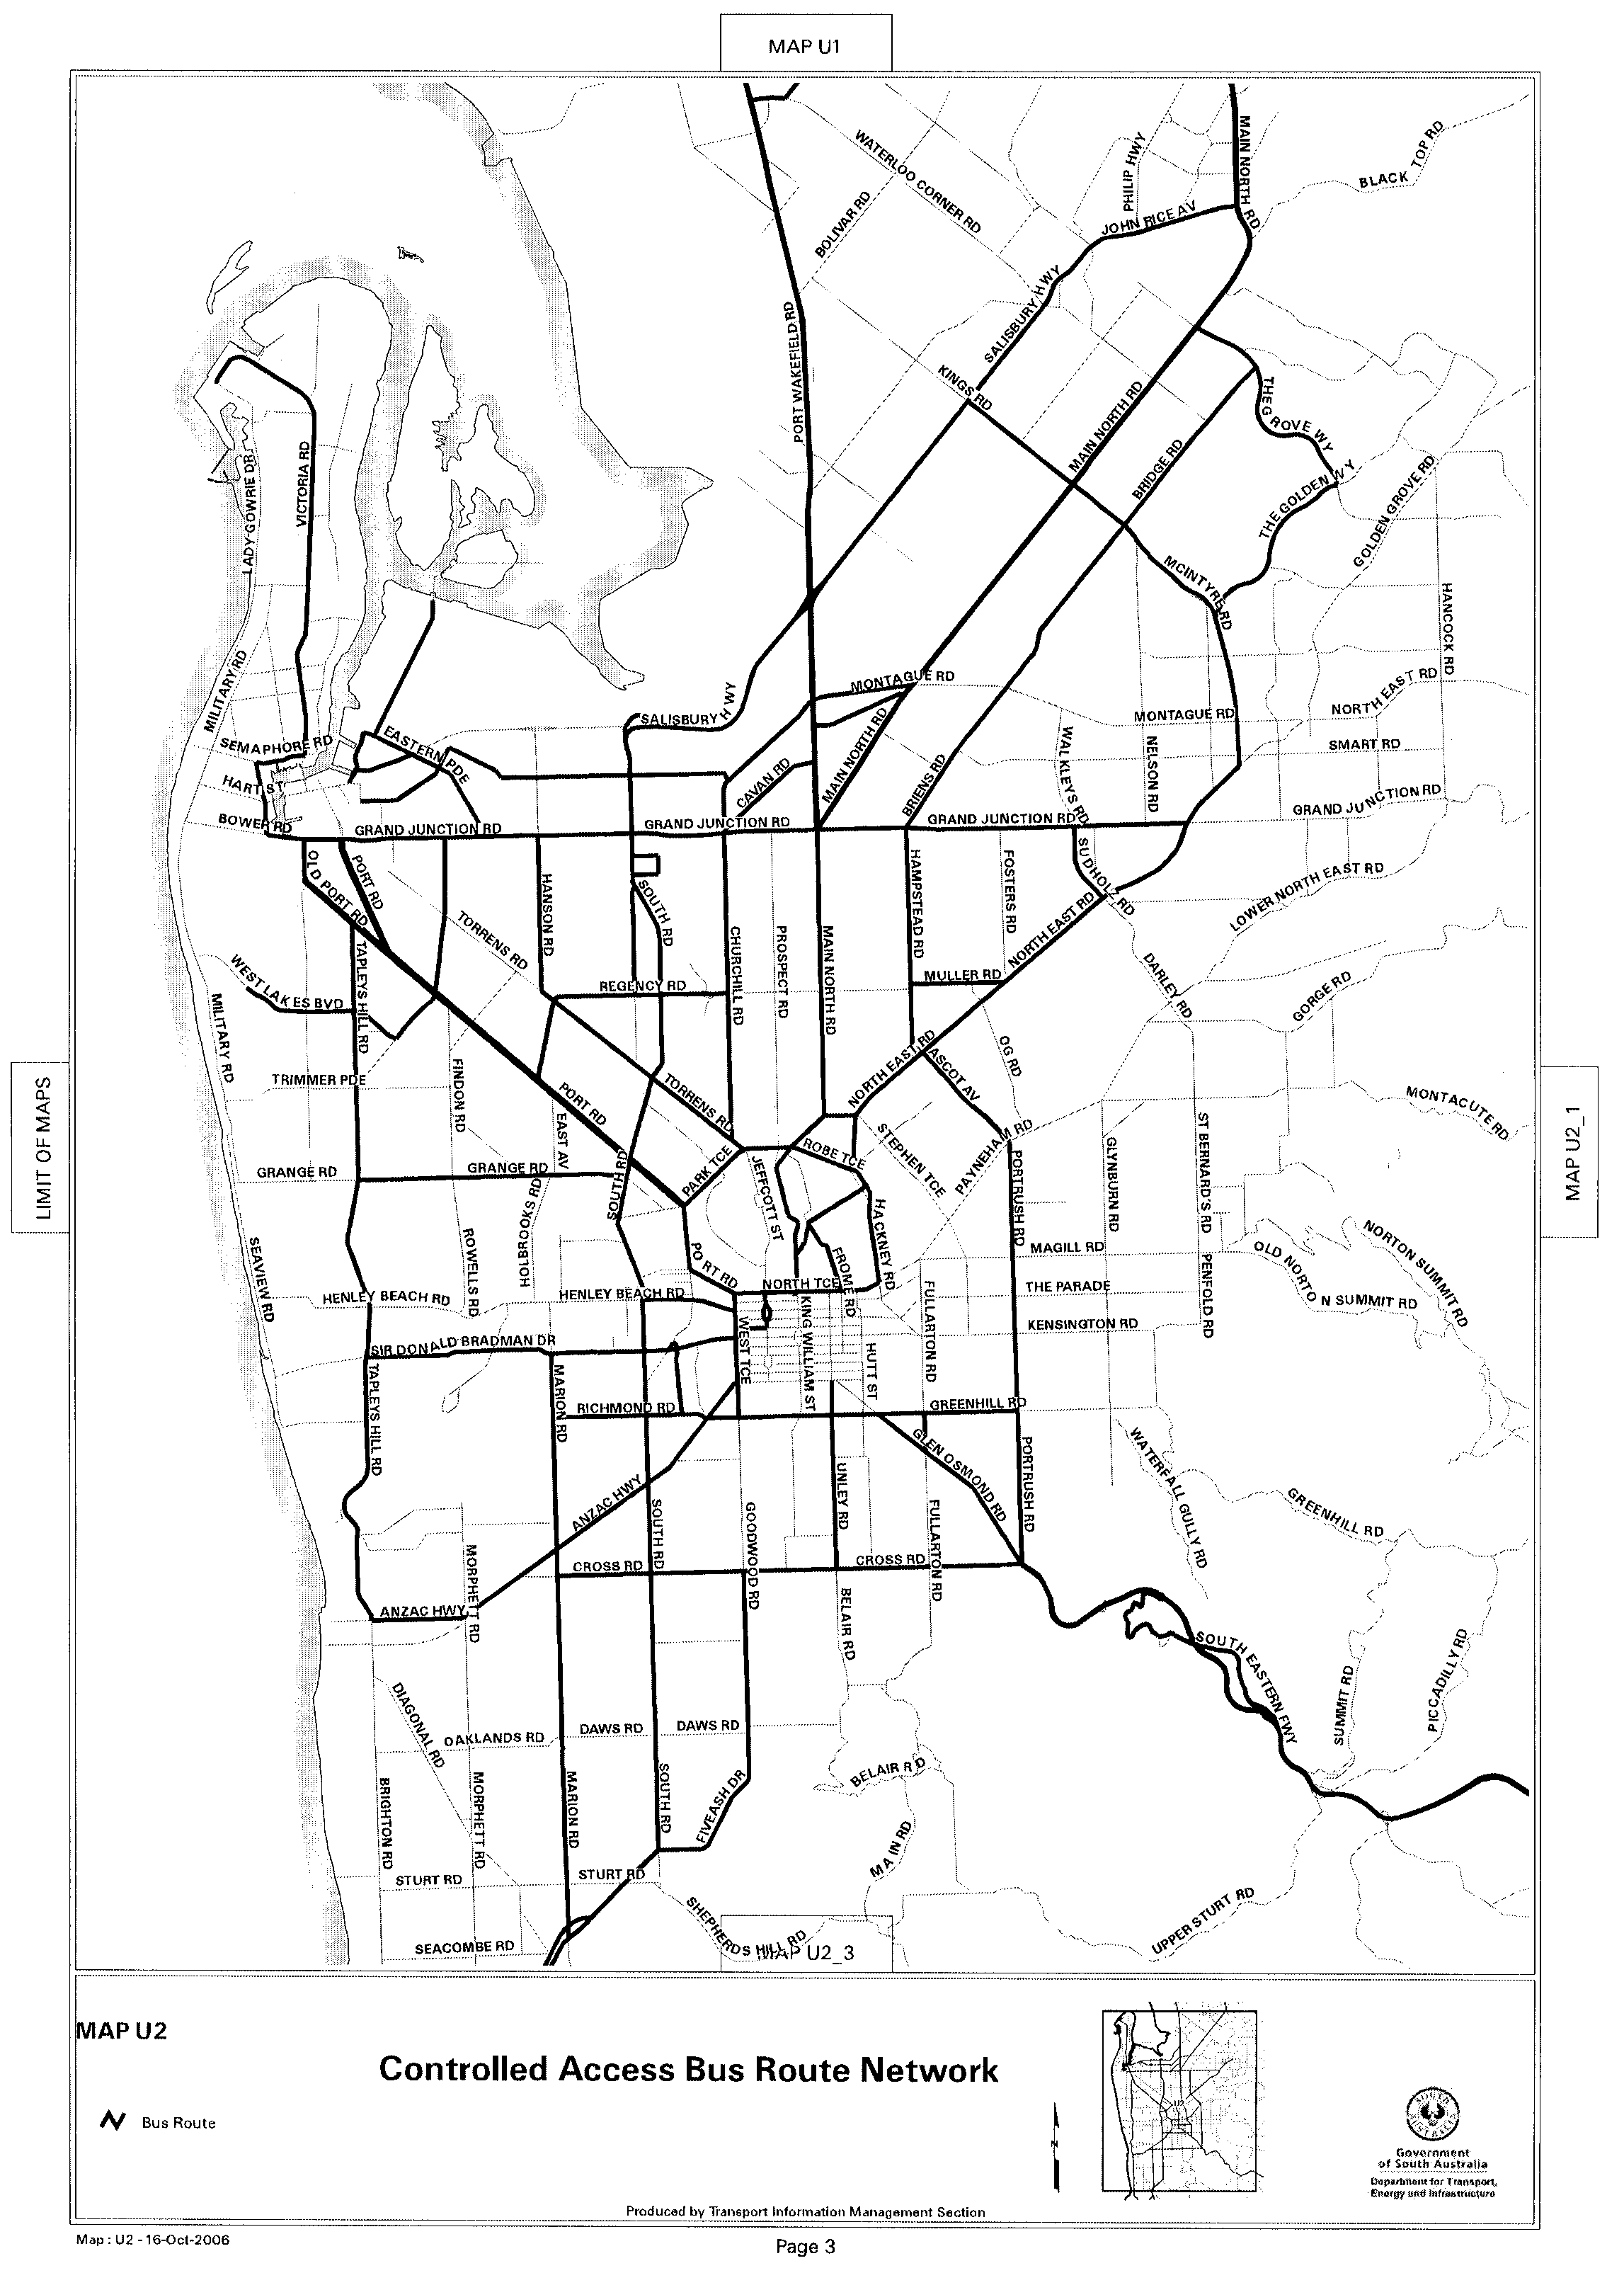 MAP U1
WATERLOO CORNER RD
BOLIVAR RD
PHILIP HWY
MAIN NORTH RD
BLACK TOP RD
JOHN RICE AV
SALISBURY HWY
PORT WAKEFIELD RD
KINGS RD
MAIN NORTH RD
BRIDGE RD
THE GROVE WY
THE GOLDEN WY
GOLDEN GROVE RD
LADY GOWRIE DR
VICTORIA RD
MCINTYRE RD
HANCOCK RD
MILITARY RD
MONTAGUE RD
SALISBURY HWY
MONTAGUE RD
NORTH EAST RD
SEMAPHORE RD
EASTERN PDE
SMART RD
WALKLEYS RD
NELSON RD
HART ST
CAVAN RD
MAIN NORTH RD
BRIENS RD
BOWER RD
GRAND JUNCTION RD
GRAND JUNCTION RD
GRAND JUNCTION RD
GRAND JUNCTION RD
OLD PORT RD
PORT RD
HANSON RD
SOUTH RD
HAMPSTEAD RD
FOSTERS RD
SUDHOLZ RD
LOWER NORTH EAST RD
TORRENS RD
CHURCHILL RD
PROSPECT RD
MAIN NORTH RD
NORTH EAST RD
WEST LAKES BVD
TAPLEYS HILL RD
REGENCY RD
MULLER RD
DARLEY RD
GORGE RD
MILITARY RD
TRIMMER PDE
FINDON RD
PORT RD
TORRENS RD
NORTH EAST RD
ASCOT AV
OG RD
MONTACUTE RD
LIMIT OF MAPS
MAP U2_1
EAST AV
PARK TCE
ROBE TCE
STEPHEN TCE
PAYNEHAM RD
GLYNBURN RD
ST BERNARD'S RD
GRANGE RD
GRANGE RD
SOUTH RD
JEFFCOTT ST
HACKNEY RD
PORTRUSH RD
HOLBROOKS RD
ROWELLS RD
SEAVIEW RD
PORT RD
FROME RD
MAGILL RD
PENFOLD RD
OLD NORTON SUMMIT RD
NORTON SUMMIT RD
HENLEY BEACH RD
HENLEY BEACH RD
NORTH TCE
THE PARADE
KENSINGTON RD
SIR DONALD BRADMAN DR
WEST TCE
KING WILLIAM ST
HUTT ST
FULLARTON RD
TAPLEYS HILL RD
MARION RD
RICHMOND RD
GREENHILL RD
GLEN OSMOND RD
PORTRUSH RD
WATERFALL GULLY RD
GREENHILL RD
ANZAC HWY
SOUTH RD
GOODWOOD RD
UNLEY RD
FULLARTON RD
MORPHETT RD
CROSS RD
CROSS RD
ANZAC HWY
BELAIR RD
SOUTH EASTERN FWY
SUMMIT RD
PICCADILLY RD
DIAGONAL RD
OAKLANDS RD
DAWS RD
DAWS RD
BELAIR RD
BRIGHTON RD
MORPHETT RD
MARION RD
SOUTH RD
FIVEASH DR
MAIN RD
STURT RD
STURT RD
SHEPHERDS HILL RD
UPPER STURT RD
SEACOMBE RD
MAP U2_3
MAP U2
Controlled Access Bus Route Network
Bus Route
N
U2
SOUTH AUSTRALIA
Government
of South Australia
Department for Transport,
Energy and Infrastructure
Produced by Transport Information Management Section
Map : U2 - 16-Oct-2006
Page 3